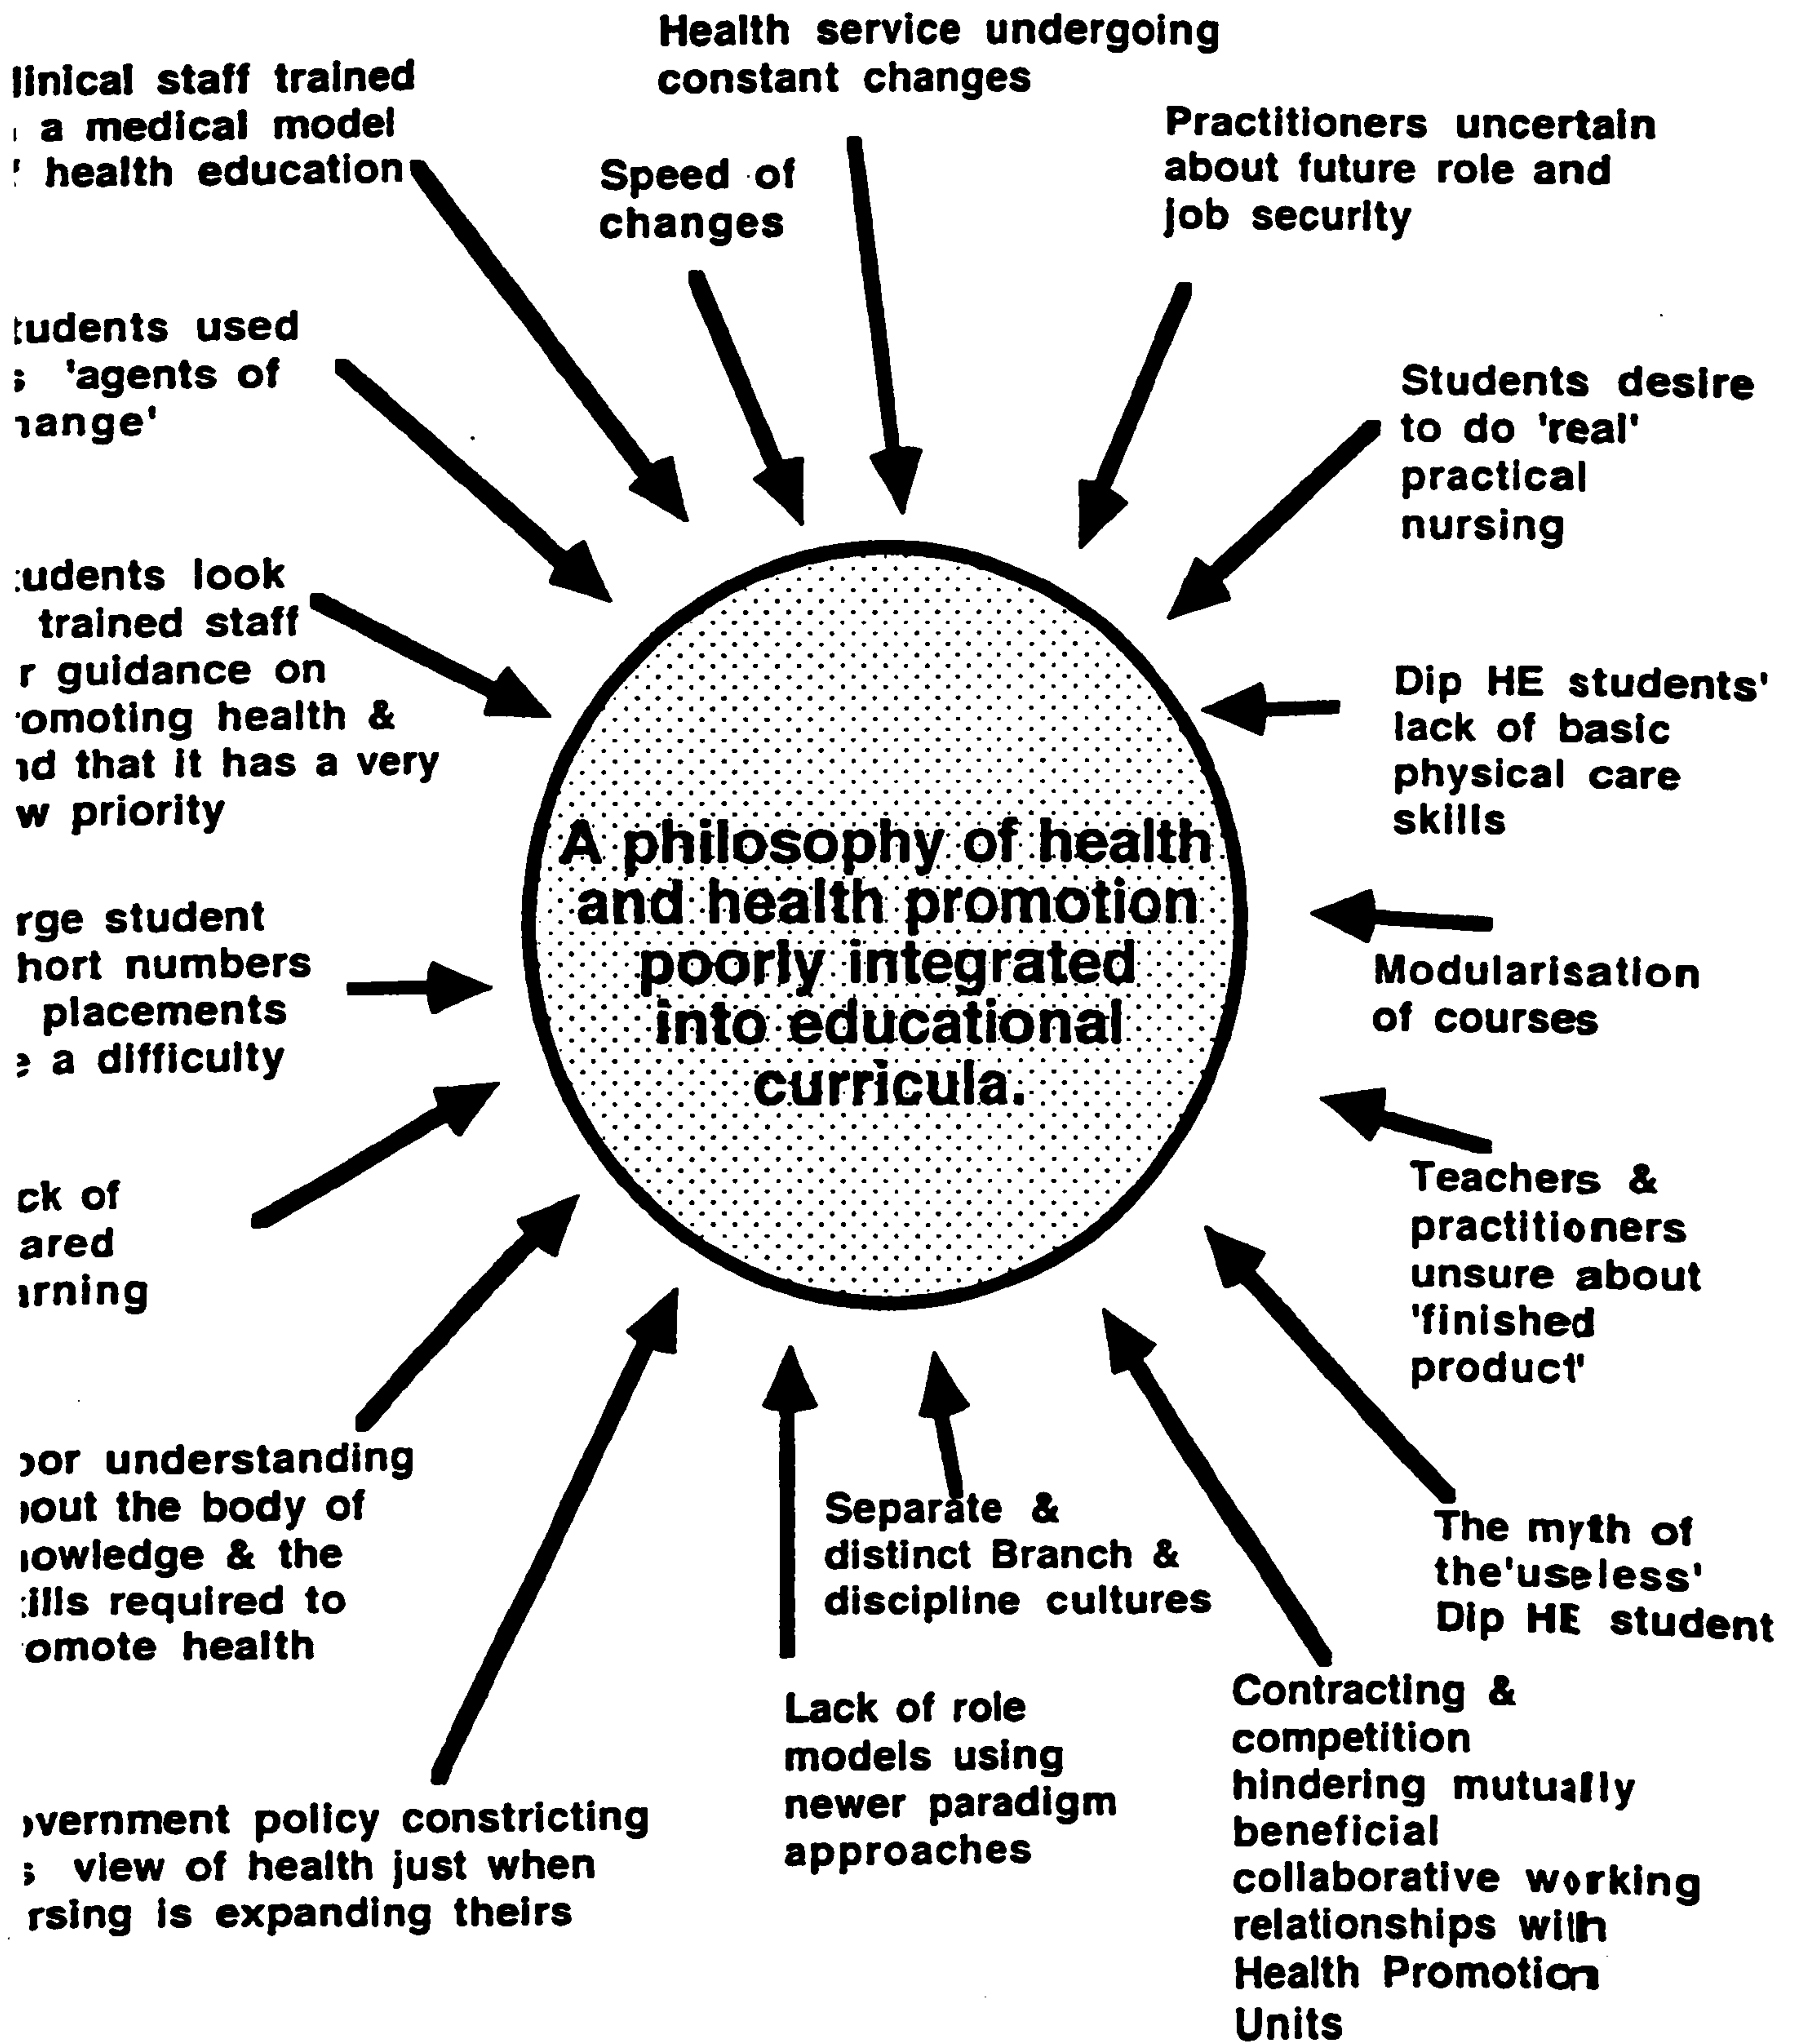 Health service undergoing
constant changes
linical staff trained
a medical model
health education
Speed of
changes
Practitioners uncertain
about future role and
job security
tudents used
'agents of
ange'
Students desire
to do 'real'
practical
nursing
udents look
trained staff
r guidance on
omoting health &
d that it has a very
w priority
Dip HE students'
lack of basic
physical care
skills
A philosophy of health
and health promotion
poorly integrated
into educational
curricula.
rge student
hort numbers
placements
a difficulty
Modularisation
of courses
ck of
ared
rning
Teachers &
practitioners
unsure about
'finished
product'
or understanding
out the body of
owledge & the
ills required to
omote health
Separate &
distinct Branch &
discipline cultures
The myth of
the'useless'
Dip HE student
vernment policy constricting
view of health just when
rsing is expanding theirs
Lack of role
models using
newer paradigm
approaches
Contracting &
competition
hindering mutually
beneficial
collaborative working
relationships with
Health Promotion
Units